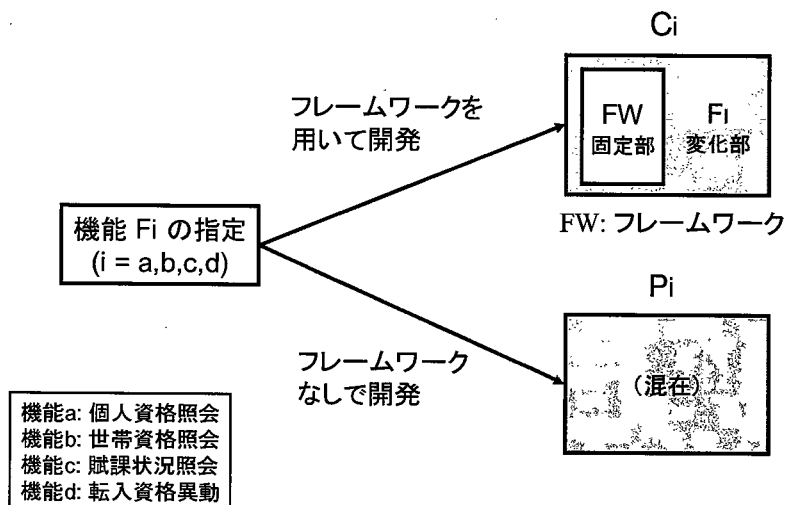 Ci
フレームワークを
用いて開発
FW
固定部
Fi
変化部
FW: フレームワーク
機能 Fi の指定
(i = a,b,c,d)
Pi
フレームワーク
なしで開発
(混在)
機能a: 個人資格照会
機能b: 世帯資格照会
機能c: 賦課状況照会
機能d: 転入資格異動